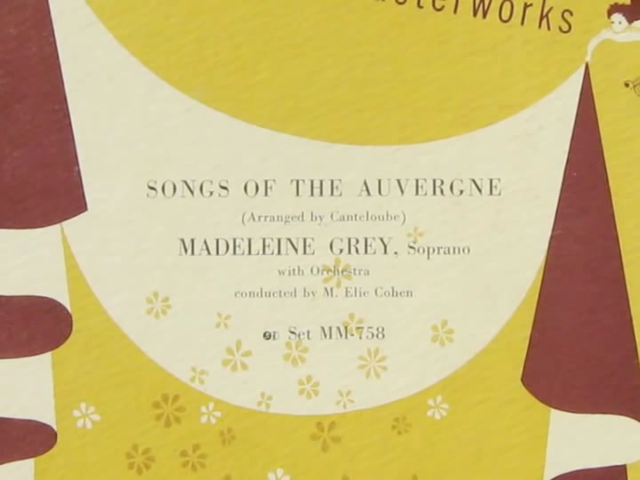 sterworks
SONGS OF THE AUVERGNE
(Arranged by Canteloube)
MADELEINE GREY, Soprano
with Orchestra
conducted by M. Elie Cohen
Set MM-758